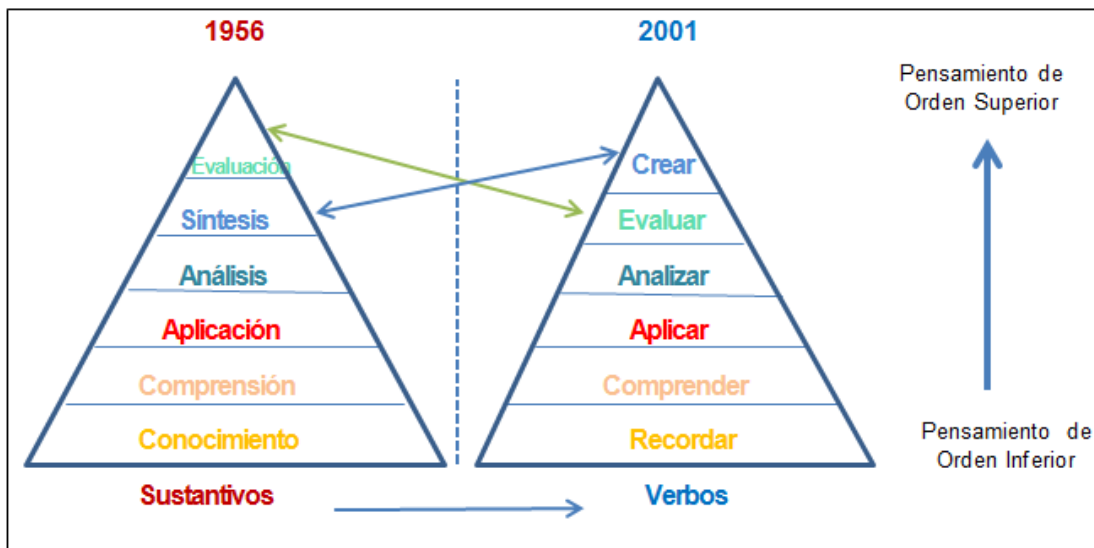 1956
2001
Pensamiento de
Orden Superior
Evaluación
Síntesis
Análisis
Aplicación
Comprensión
Conocimiento
Crear
Evaluar
Analizar
Aplicar
Comprender
Recordar
Pensamiento de
Orden Inferior
Sustantivos
Verbos